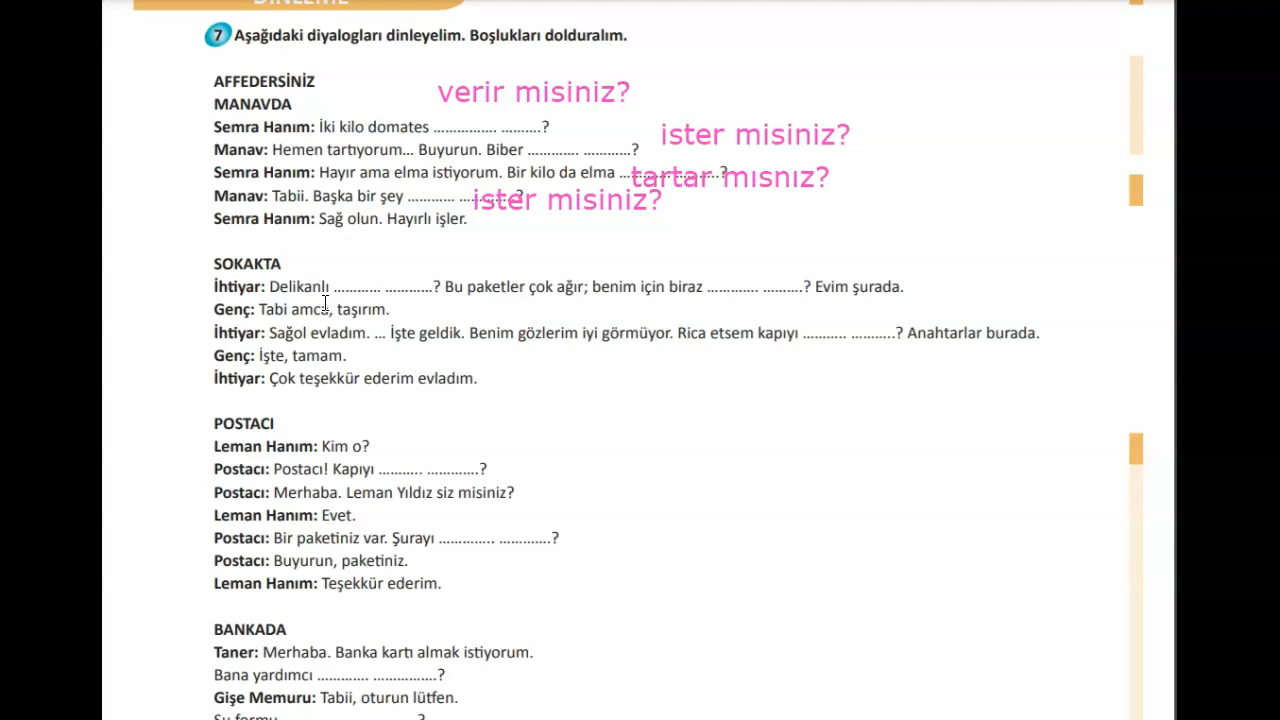 DİNLEME
7 Aşağıdaki diyalogları dinleyelim. Boşlukları dolduralım.
AFFEDERSİNİZ
verir misiniz?
MANAVDA
Semra Hanım: İki kilo domates ................ ..........?
ister misiniz?
Manav: Hemen tartıyorum... Buyurun. Biber ............ ............?
Semra Hanım: Hayır ama elma istiyorum. Bir kilo da elma ............. ............?
tartar mısnız?
Manav: Tabii. Başka bir şey ............ ............?
ister misiniz?
Semra Hanım: Sağ olun. Hayırlı işler.
SOKAKTA
İhtiyar: Delikanlı ............ ............? Bu paketler çok ağır; benim için biraz ............. ..........? Evim şurada.
Genç: Tabi amca, taşırım.
İhtiyar: Sağol evladım. ... İşte geldik. Benim gözlerim iyi görmüyor. Rica etsem kapıyı ........... ...........? Anahtarlar burada.
Genç: İşte, tamam.
İhtiyar: Çok teşekkür ederim evladım.
POSTACI
Leman Hanım: Kim o?
Postacı: Postacı! Kapıyı ........... .............?
Postacı: Merhaba. Leman Yıldız siz misiniz?
Leman Hanım: Evet.
Postacı: Bir paketiniz var. Şurayı .............. .............?
Postacı: Buyurun, paketiniz.
Leman Hanım: Teşekkür ederim.
BANKADA
Taner: Merhaba. Banka kartı almak istiyorum.
Bana yardımcı ............. ................?
Gişe Memuru: Tabii, oturun lütfen.
Şu formu ............... ...............?